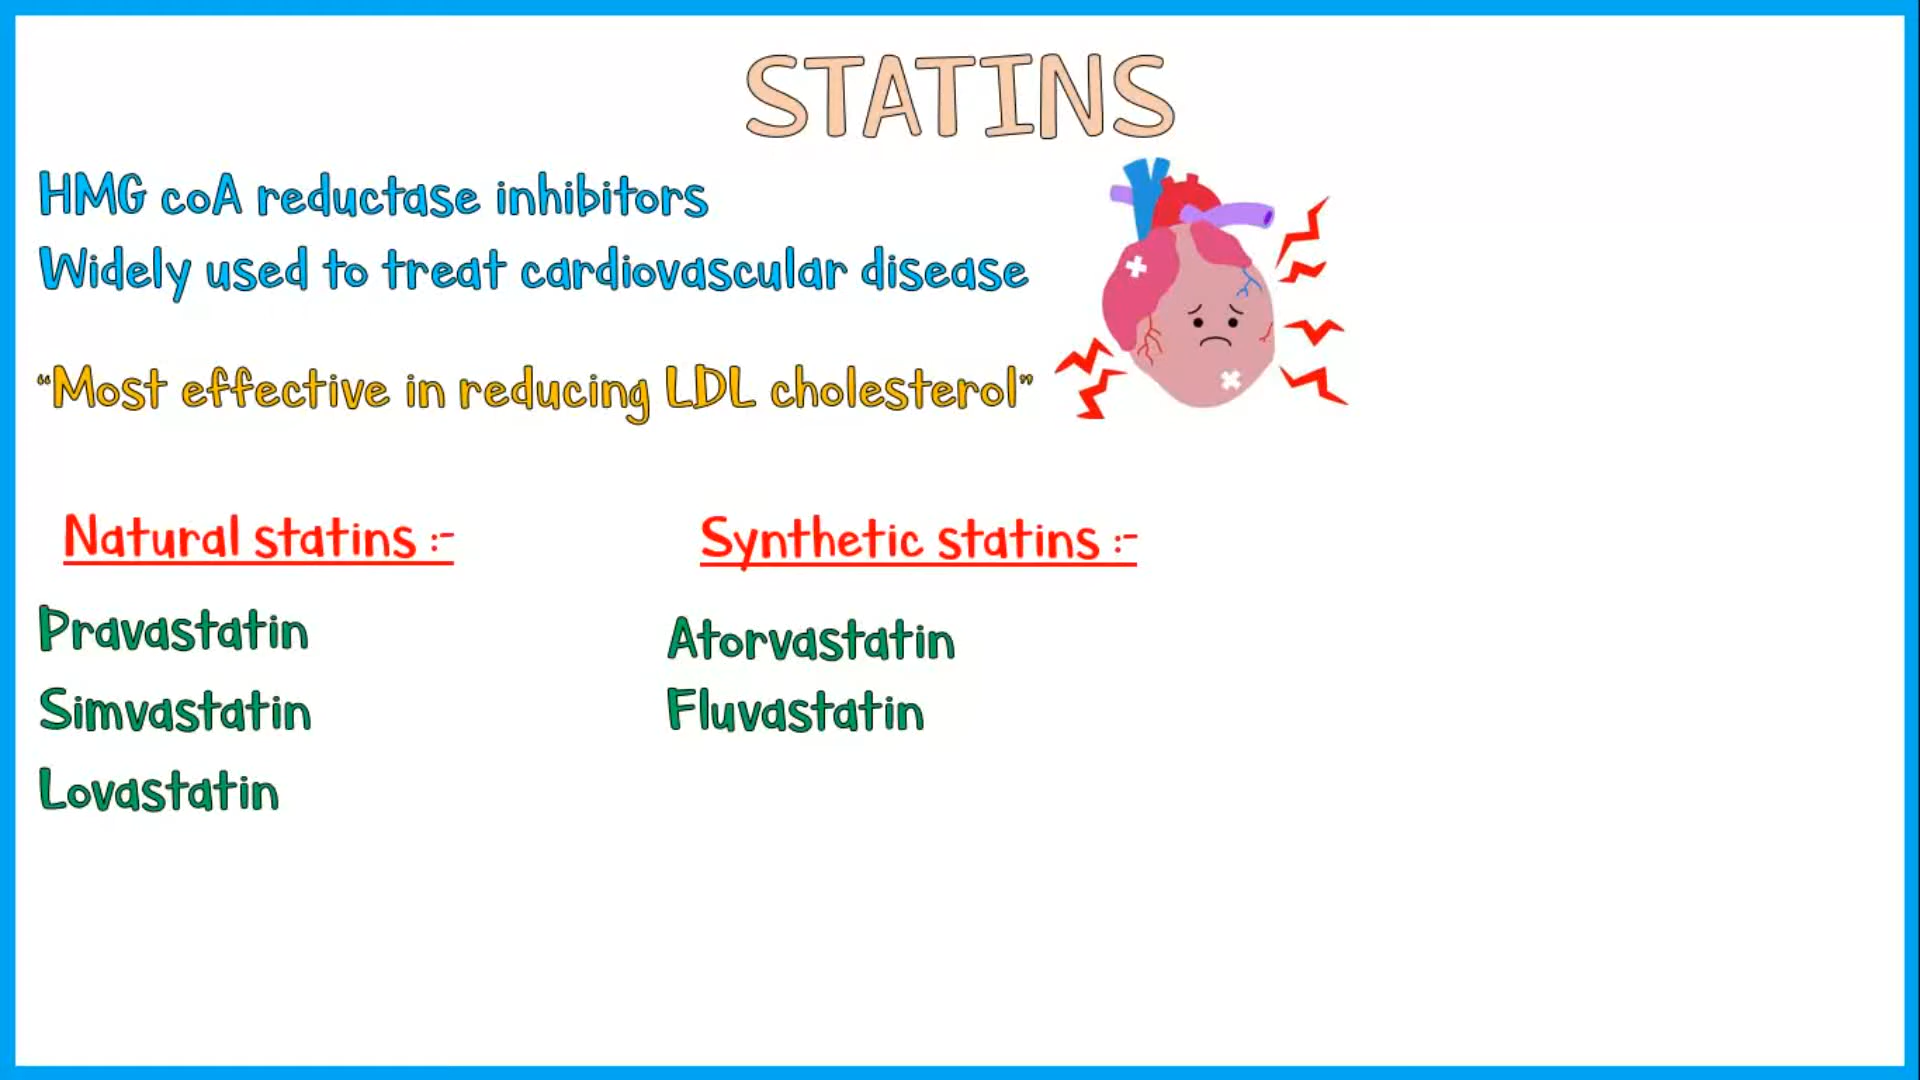 STATINS
HMG coA reductase inhibitors
Widely used to treat cardiovascular disease
“Most effective in reducing LDL cholesterol”
Natural statins :-
Pravastatin
Simvastatin
Lovastatin
Synthetic statins :-
Atorvastatin
Fluvastatin